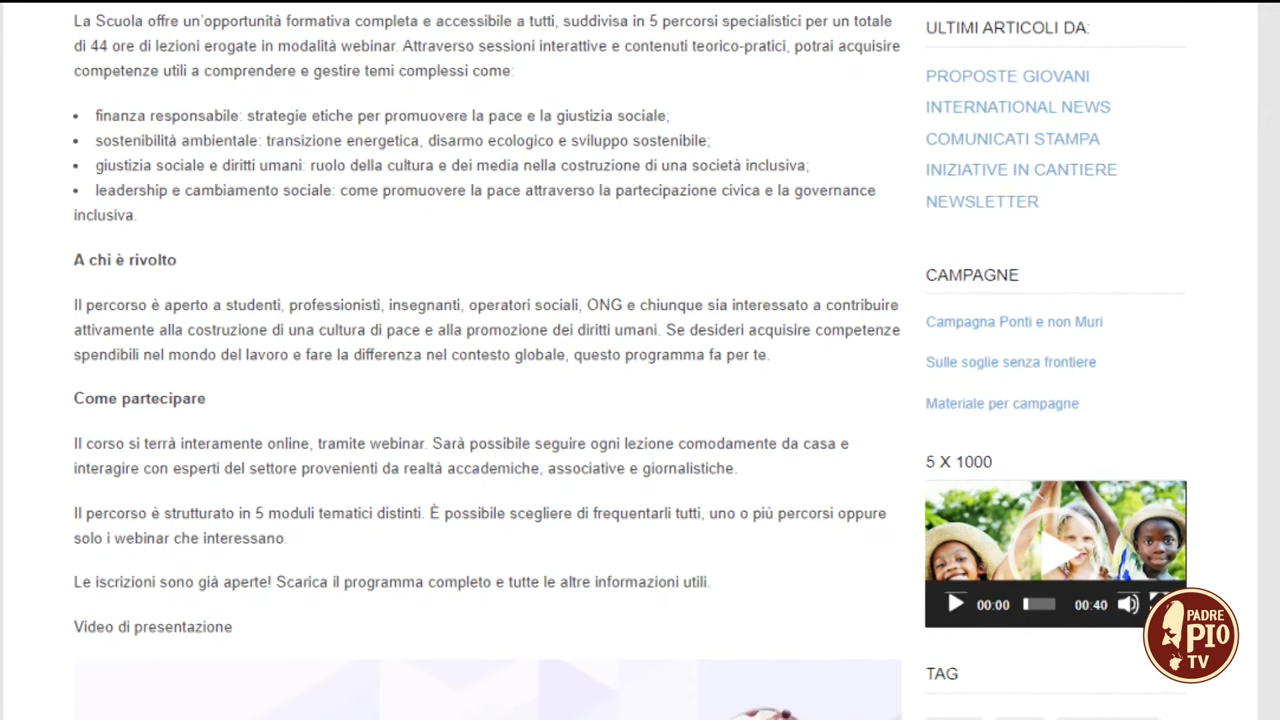 La Scuola offre un'opportunità formativa completa e accessibile a tutti, suddivisa in 5 percorsi specialistici per un totale
di 44 ore di lezioni erogate in modalità webinar. Attraverso sessioni interattive e contenuti teorico-pratici, potrai acquisire
competenze utili a comprendere e gestire temi complessi come:
• finanza responsabile: strategie etiche per promuovere la pace e la giustizia sociale;
• sostenibilità ambientale: transizione energetica, disarmo ecologico e sviluppo sostenibile;
• giustizia sociale e diritti umani: ruolo della cultura e dei media nella costruzione di una società inclusiva;
• leadership e cambiamento sociale: come promuovere la pace attraverso la partecipazione civica e la governance
inclusiva.
A chi è rivolto
Il percorso è aperto a studenti, professionisti, insegnanti, operatori sociali, ONG e chiunque sia interessato a contribuire
attivamente alla costruzione di una cultura di pace e alla promozione dei diritti umani. Se desideri acquisire competenze
spendibili nel mondo del lavoro e fare la differenza nel contesto globale, questo programma fa per te.
Come partecipare
Il corso si terrà interamente online, tramite webinar. Sarà possibile seguire ogni lezione comodamente da casa e
interagire con esperti del settore provenienti da realtà accademiche, associative e giornalistiche.
Il percorso è strutturato in 5 moduli tematici distinti. È possibile scegliere di frequentarli tutti, uno o più percorsi oppure
solo i webinar che interessano.
Le iscrizioni sono già aperte! Scarica il programma completo e tutte le altre informazioni utili.
Video di presentazione
ULTIMI ARTICOLI DA:
PROPOSTE GIOVANI
INTERNATIONAL NEWS
COMUNICATI STAMPA
INIZIATIVE IN CANTIERE
NEWSLETTER
CAMPAGNE
Campagna Ponti e non Muri
Sulle soglie senza frontiere
Materiale per campagne
5 X 1000
00:00 00:40
PADRE
PIO
TV
TAG